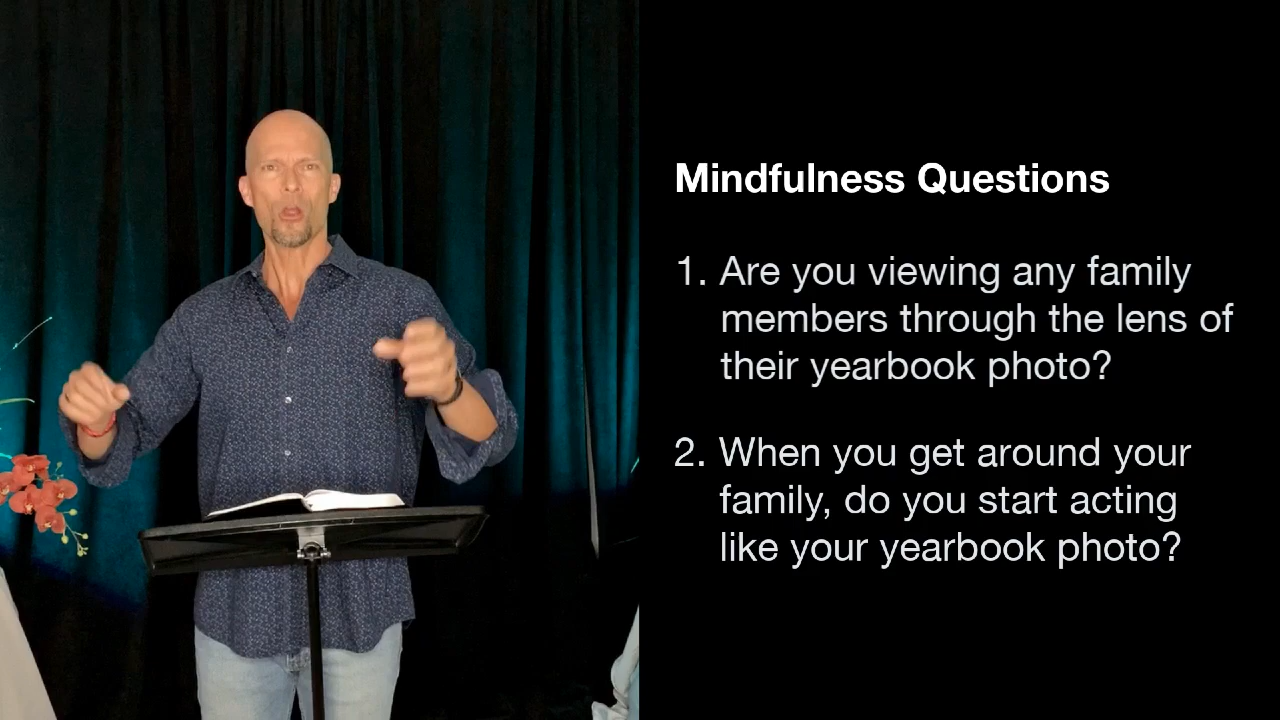 Mindfulness Questions
1. Are you viewing any family
members through the lens of
their yearbook photo?
2. When you get around your
family, do you start acting
like your yearbook photo?